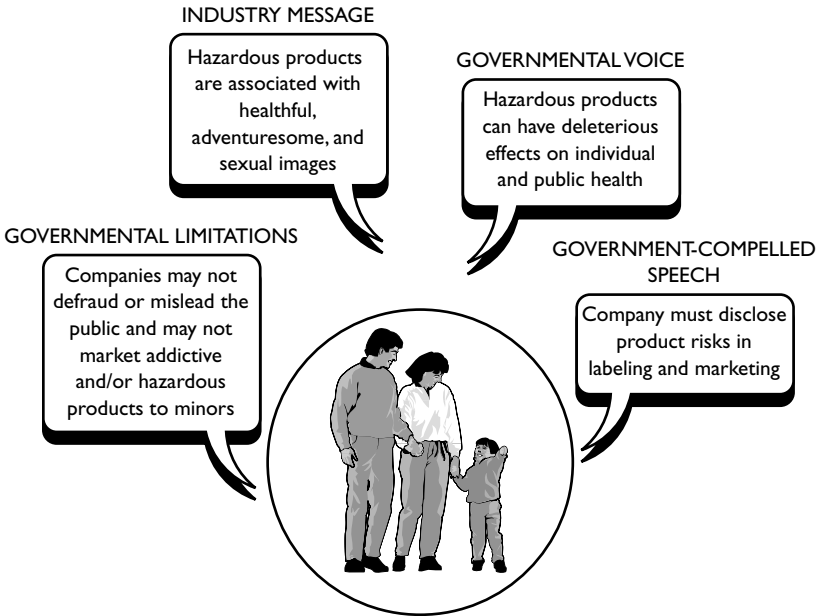 INDUSTRY MESSAGE
Hazardous products
are associated with
healthful,
adventuresome, and
sexual images
GOVERNMENTAL VOICE
Hazardous products
can have deleterious
effects on individual
and public health
GOVERNMENTAL LIMITATIONS
Companies may not
defraud or mislead the
public and may not
market addictive
and/or hazardous
products to minors
GOVERNMENT-COMPELLED
SPEECH
Company must disclose
product risks in
labeling and marketing